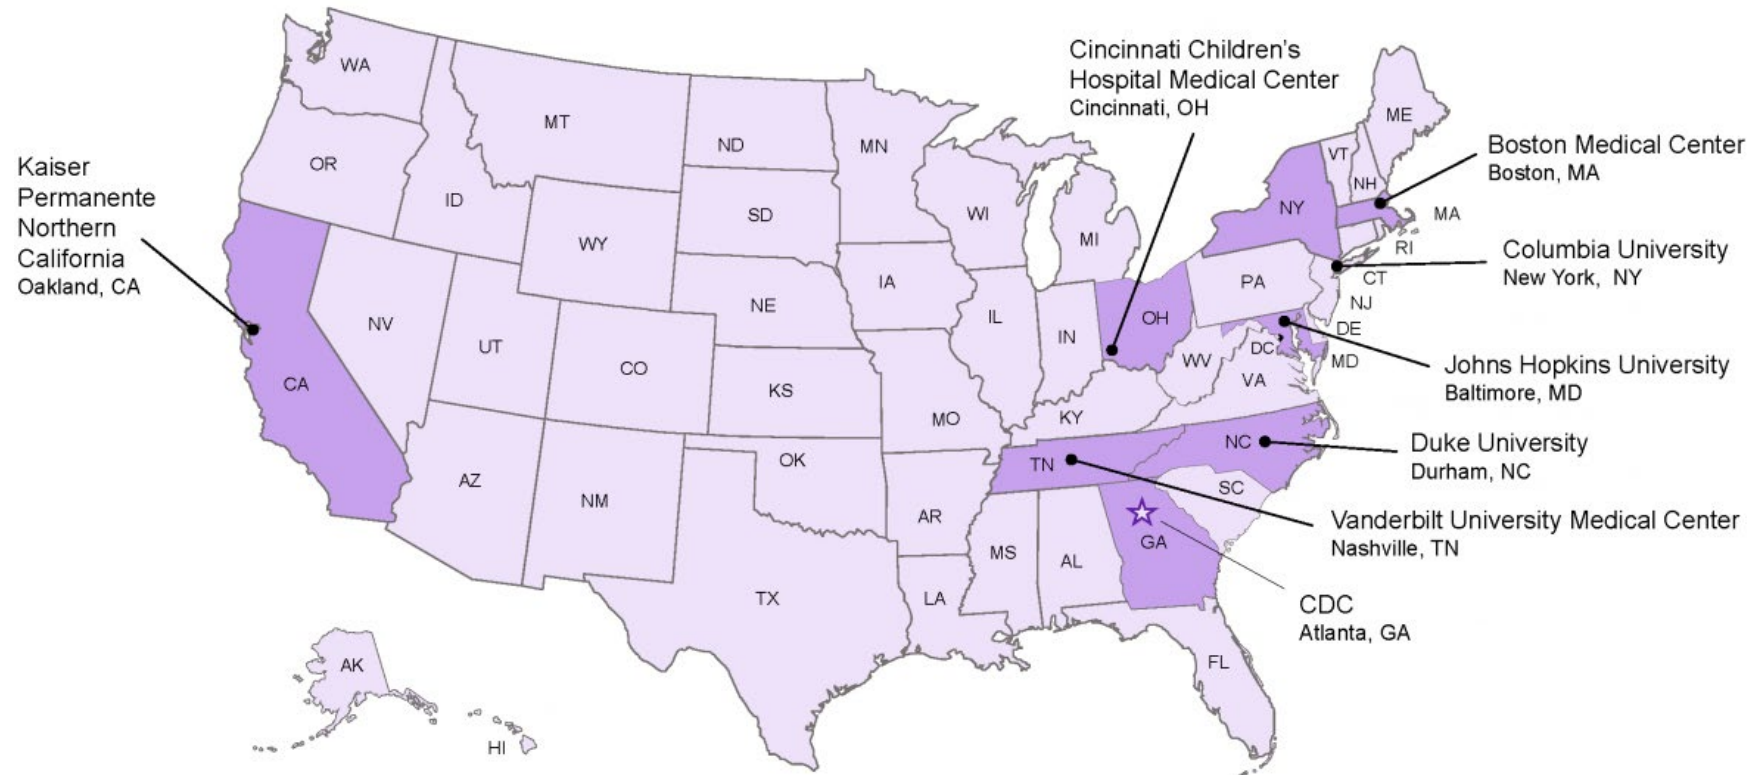 Cincinnati Children's
Hospital Medical Center
Cincinnati, OH
Boston Medical Center
Boston, MA
Kaiser
Permanente
Northern
California
Oakland, CA
Columbia University
New York, NY
Johns Hopkins University
Baltimore, MD
Duke University
Durham, NC
Vanderbilt University Medical Center
Nashville, TN
CDC
Atlanta, GA
WA
OR
CA
ID
NV
MT
WY
UT
AZ
CO
NM
ND
SD
NE
KS
OK
TX
MN
IA
MO
AR
LA
WI
IL
MI
IN
OH
KY
TN
MS
AL
GA
FL
SC
NC
VA
WV
DC
PA
NY
VT
NH
ME
MA
RI
CT
NJ
DE
MD
AK
HI